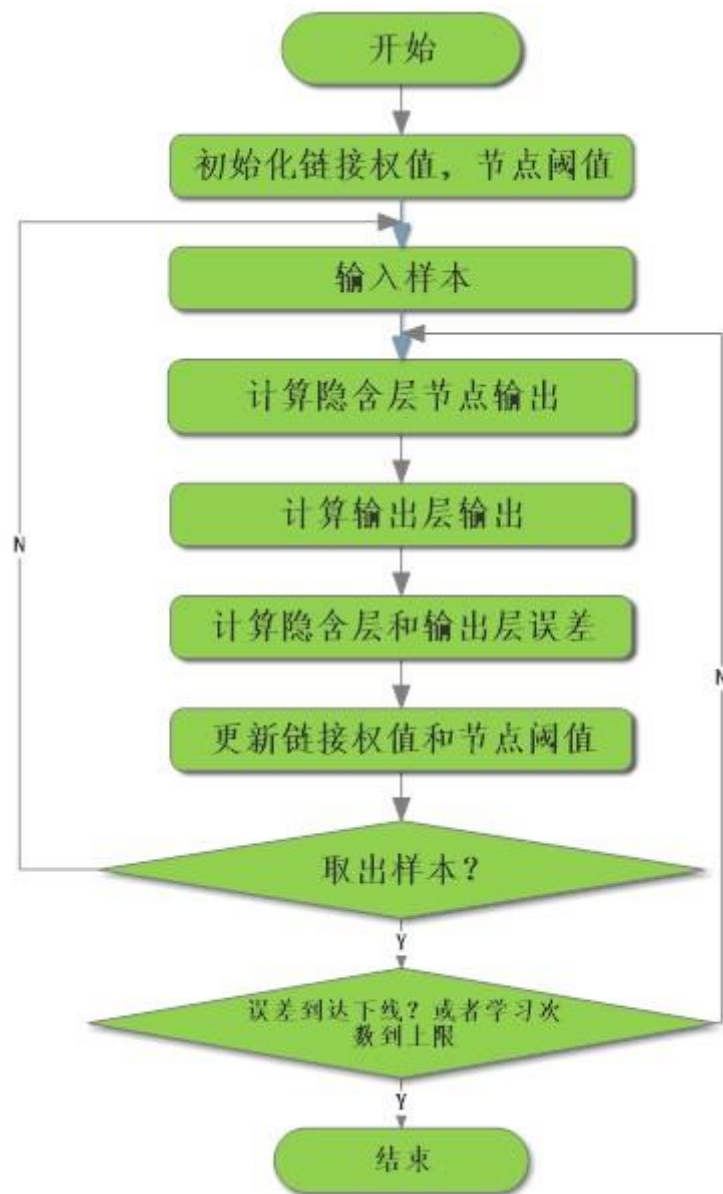 开始
初始化链接权值，节点阈值
输入样本
计算隐含层节点输出
N
计算输出层输出
计算隐含层和输出层误差
N
更新链接权值和节点阈值
取出样本？
Y
误差到达下线？或者学习次
数到上限
Y
结束